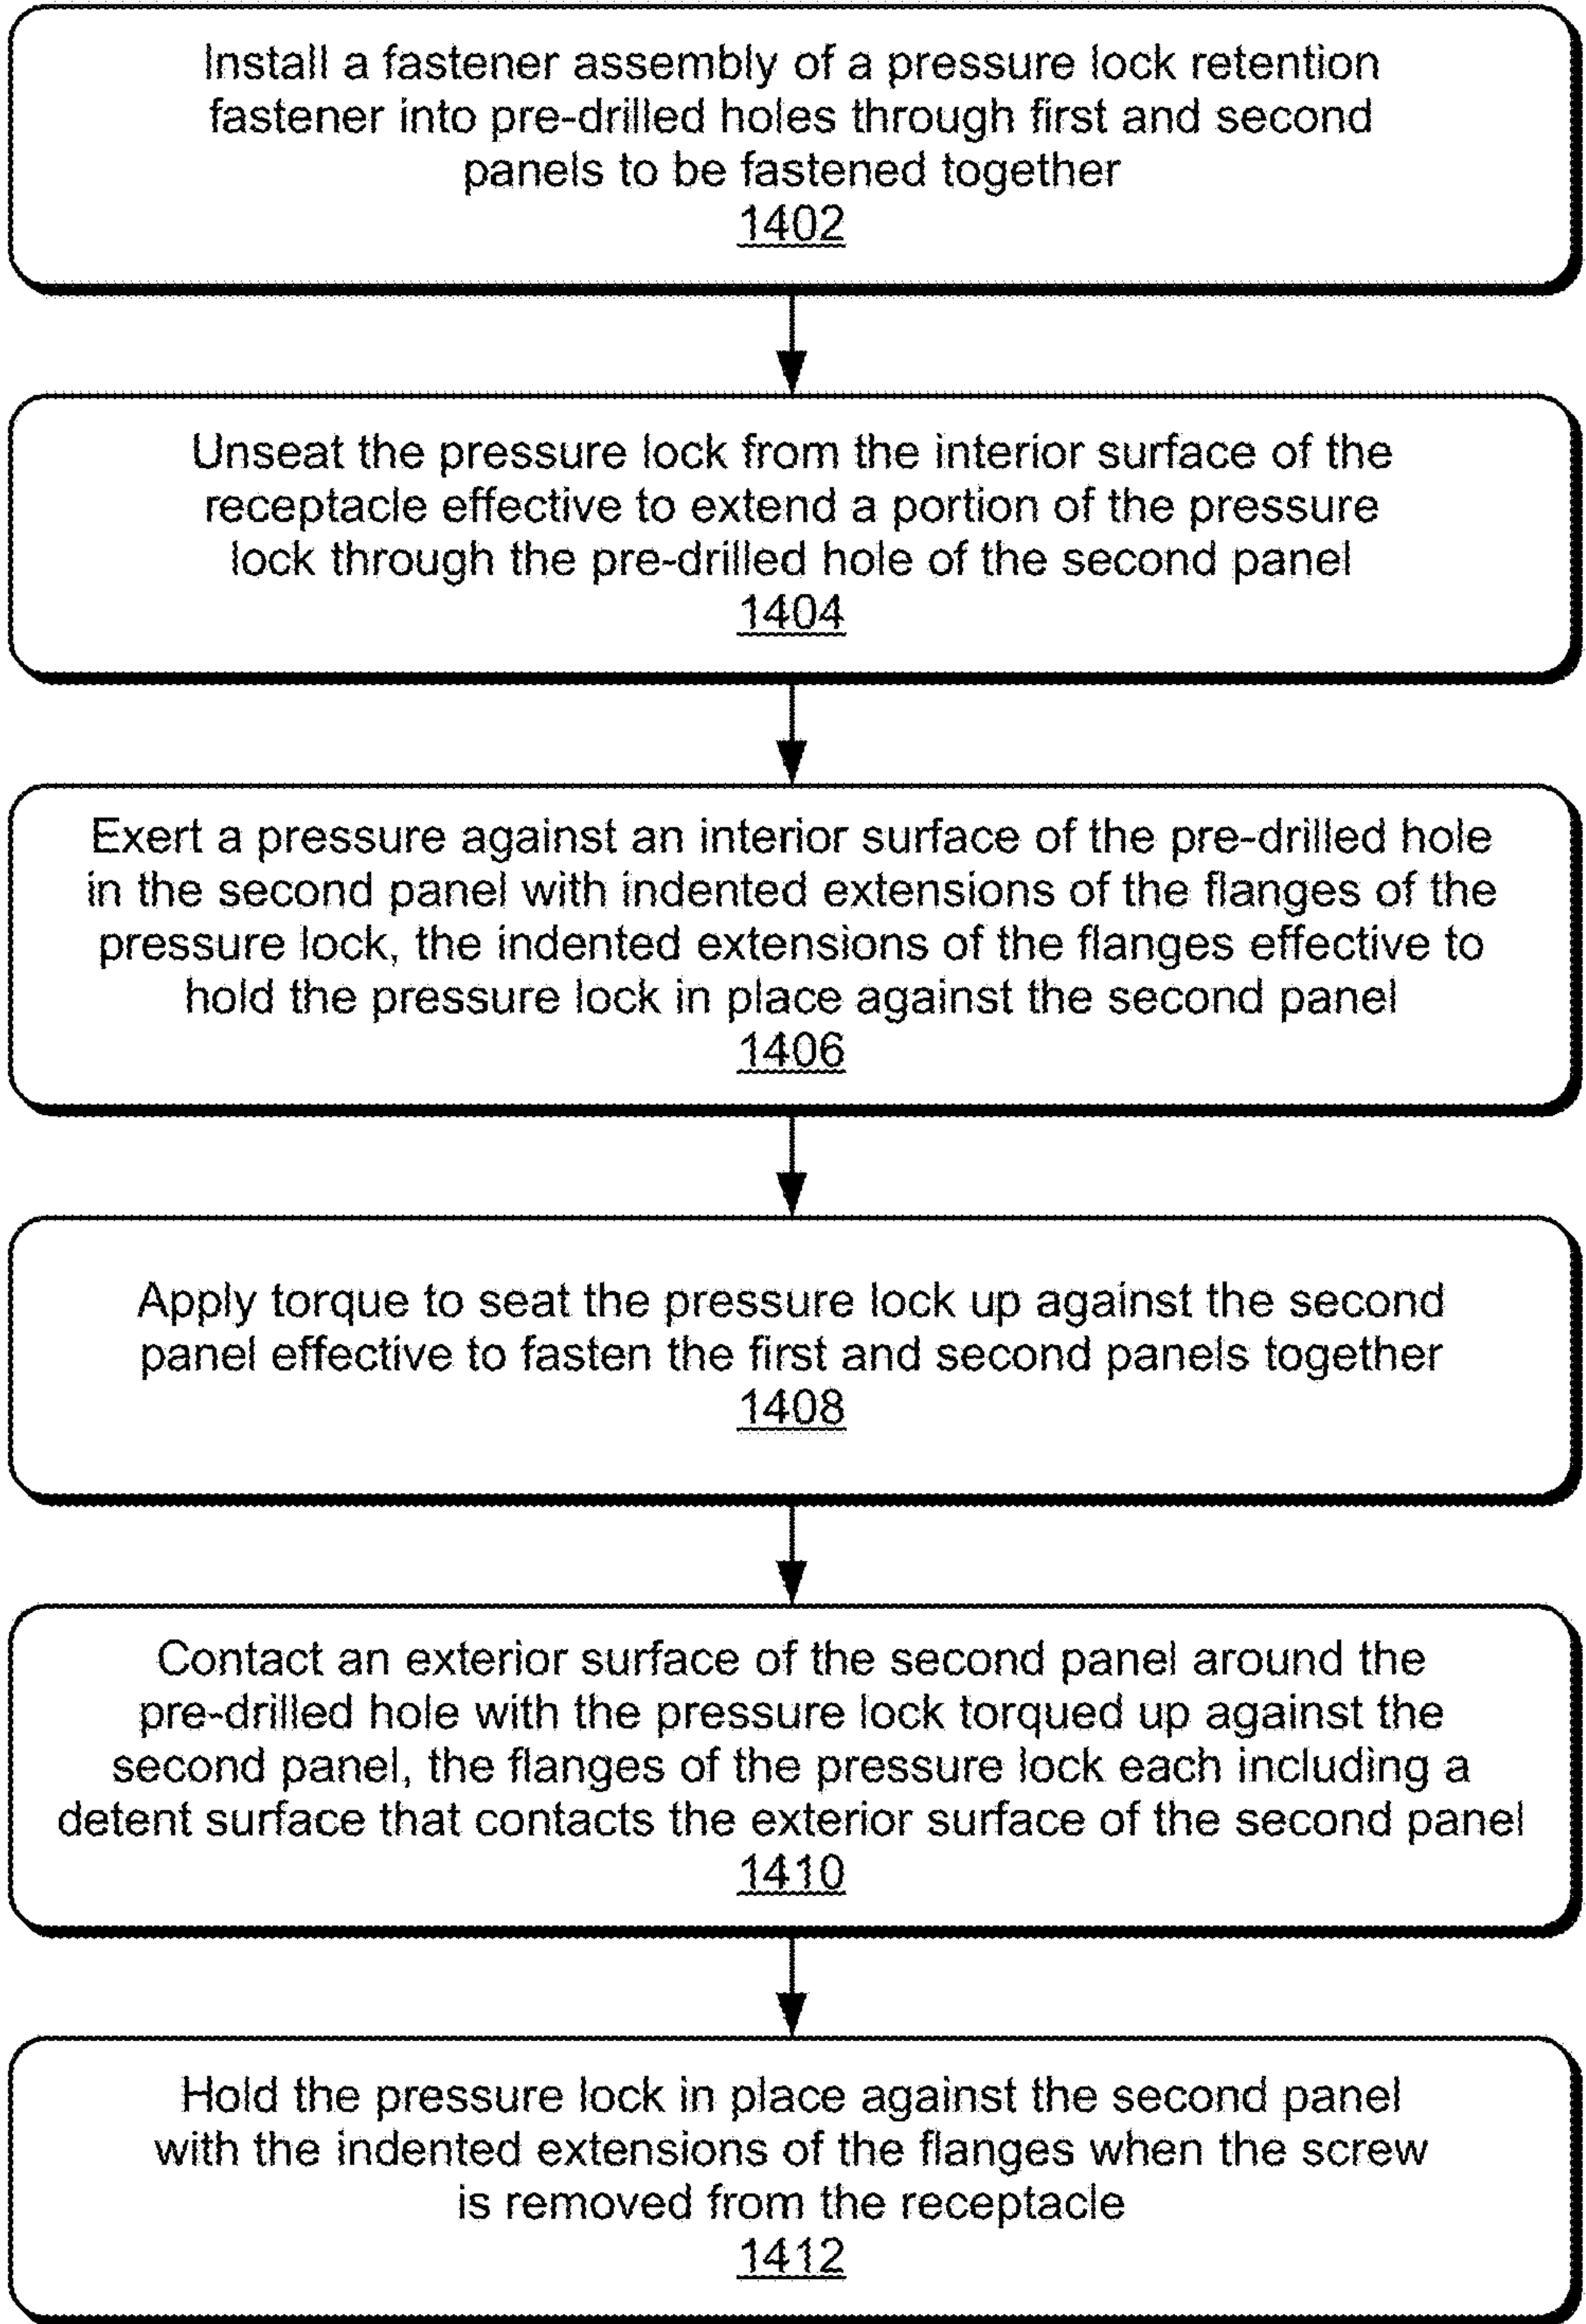 Install a fastener assembly of a pressure lock retention
fastener into pre-drilled holes through first and second
panels to be fastened together
1402
Unseat the pressure lock from the interior surface of the
receptacle effective to extend a portion of the pressure
lock through the pre-drilled hole of the second panel
1404
Exert a pressure against an interior surface of the pre-drilled hole
in the second panel with indented extensions of the flanges of the
pressure lock, the indented extensions of the flanges effective to
hold the pressure lock in place against the second panel
1406
Apply torque to seat the pressure lock up against the second
panel effective to fasten the first and second panels together
1408
Contact an exterior surface of the second panel around the
pre-drilled hole with the pressure lock torqued up against the
second panel, the flanges of the pressure lock each including a
detent surface that contacts the exterior surface of the second panel
1410
Hold the pressure lock in place against the second panel
with the indented extensions of the flanges when the screw
is removed from the receptacle
1412